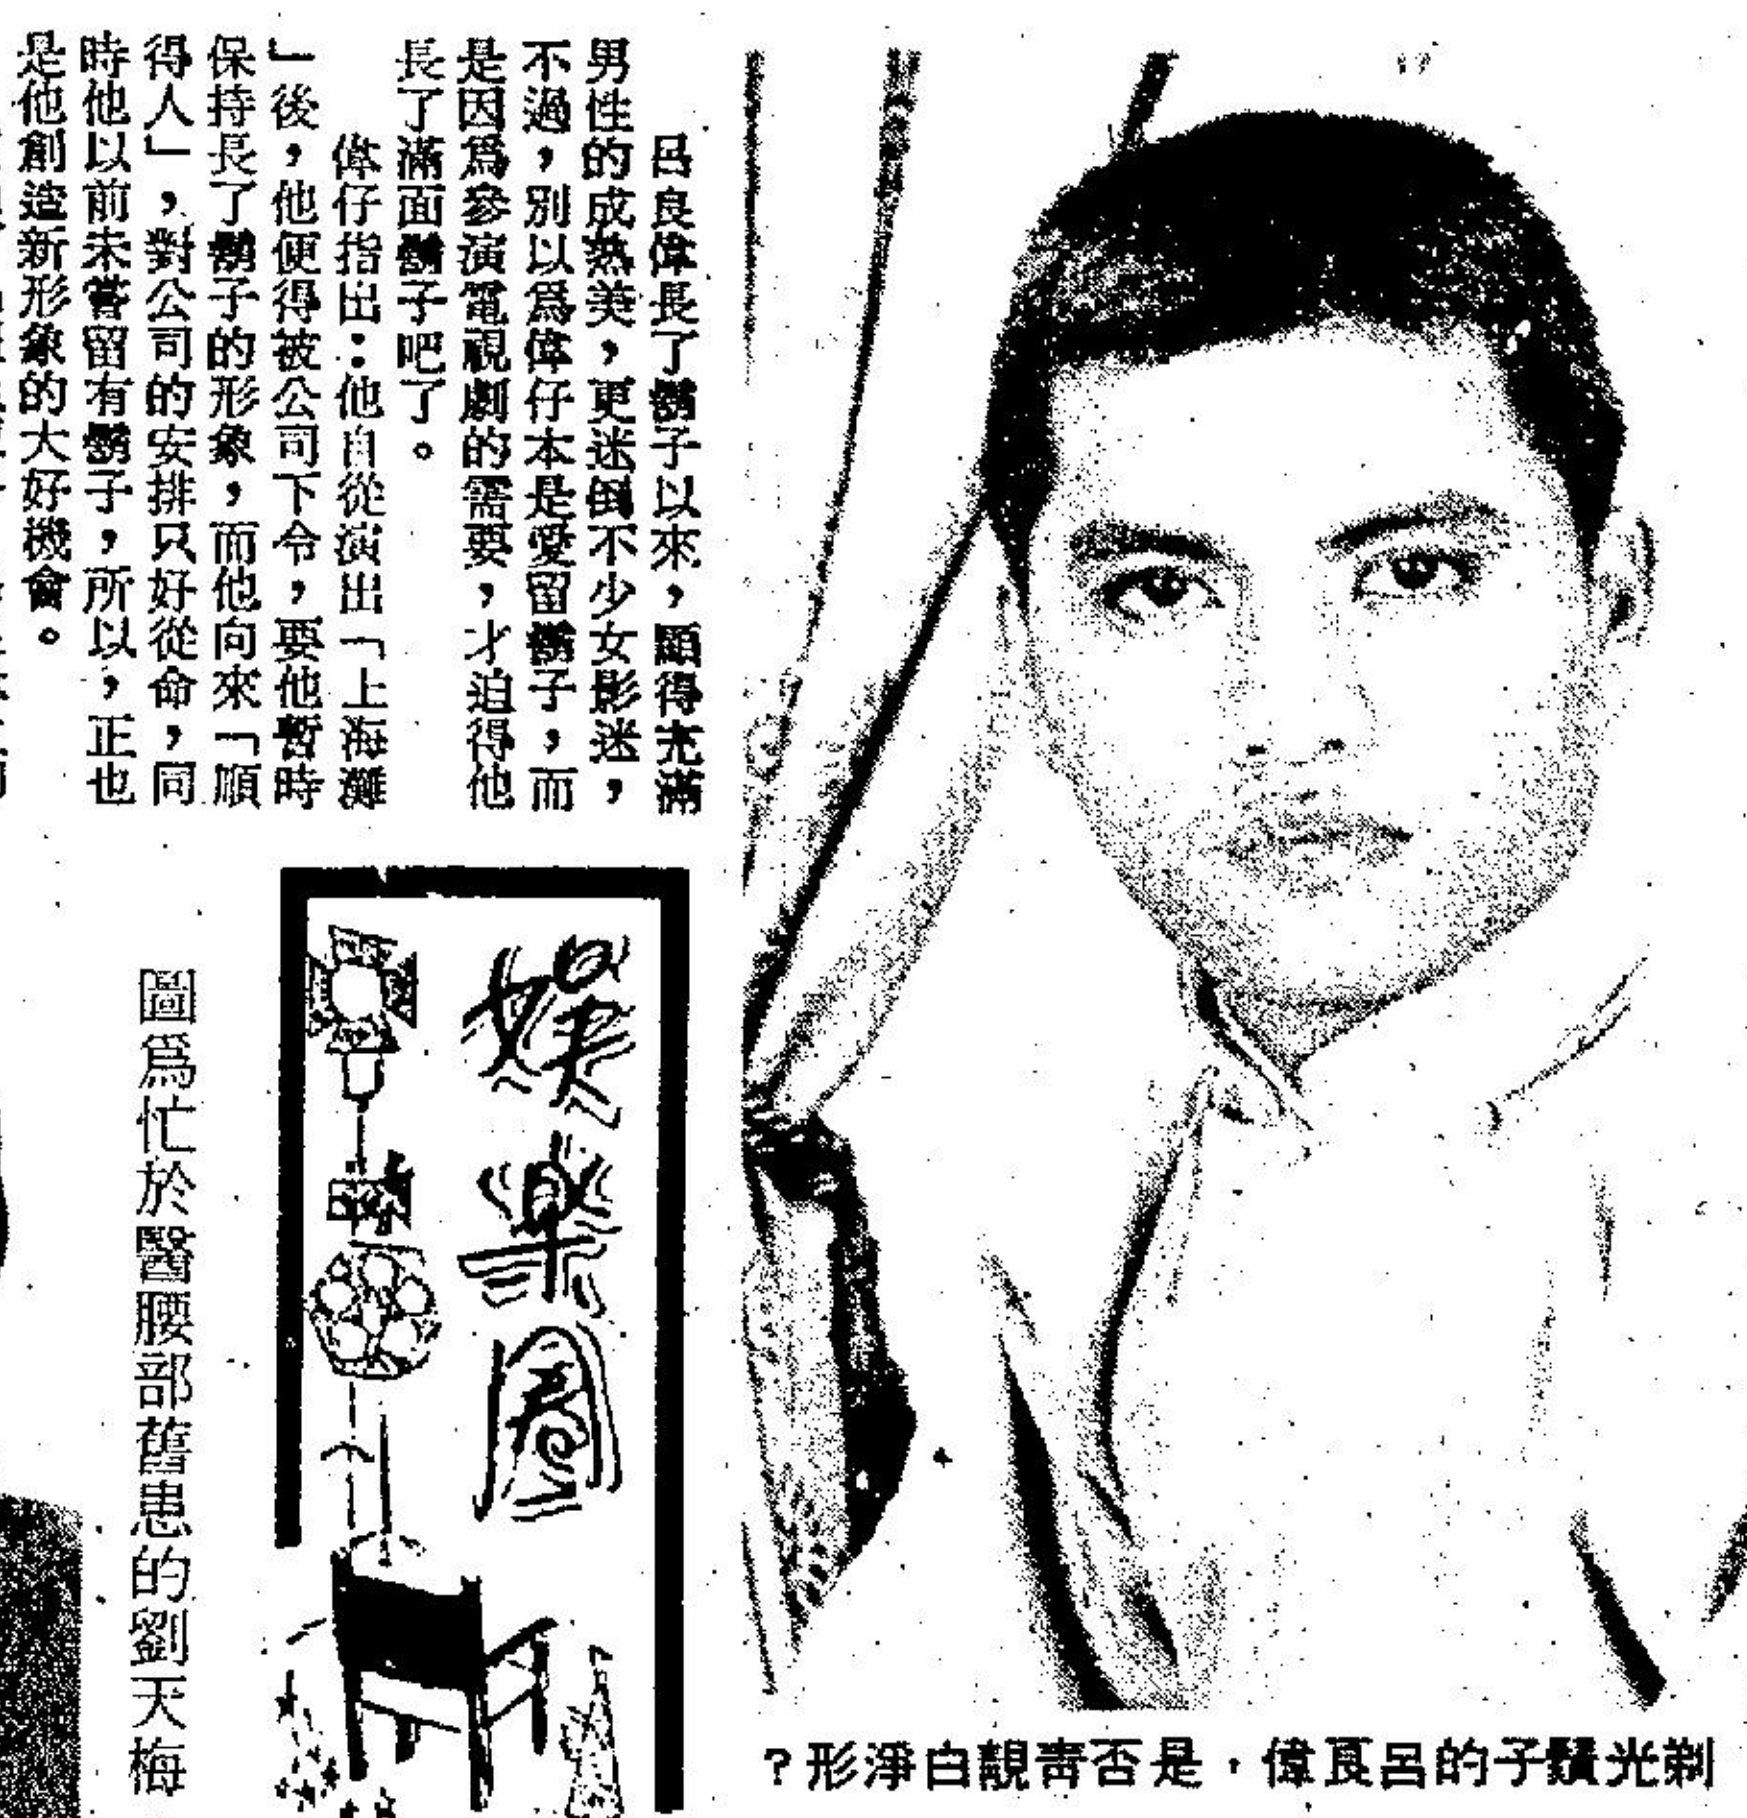 呂良偉長了鬍子以來，顯得充滿
男性的成熟美，更迷倒不少女影迷，
不過，別以爲偉仔本是愛留鬍子，而
是因爲參演電視劇的需要，才迫得他
長了滿面鬍子吧了。
偉仔指出：他自從演出「上海灘
」後，他便得被公司下令，要他暫時
保持長了鬍子的形象，而他向來「順
得人」，對公司的安排只好從命，同
時他以前未嘗留有鬍子，所以，正也
是他創造新形象的大好機會。
剃光鬚子的呂良偉，是否靑靚白淨形？
娛樂圈
圖爲忙於醫腰部舊患的劉天梅